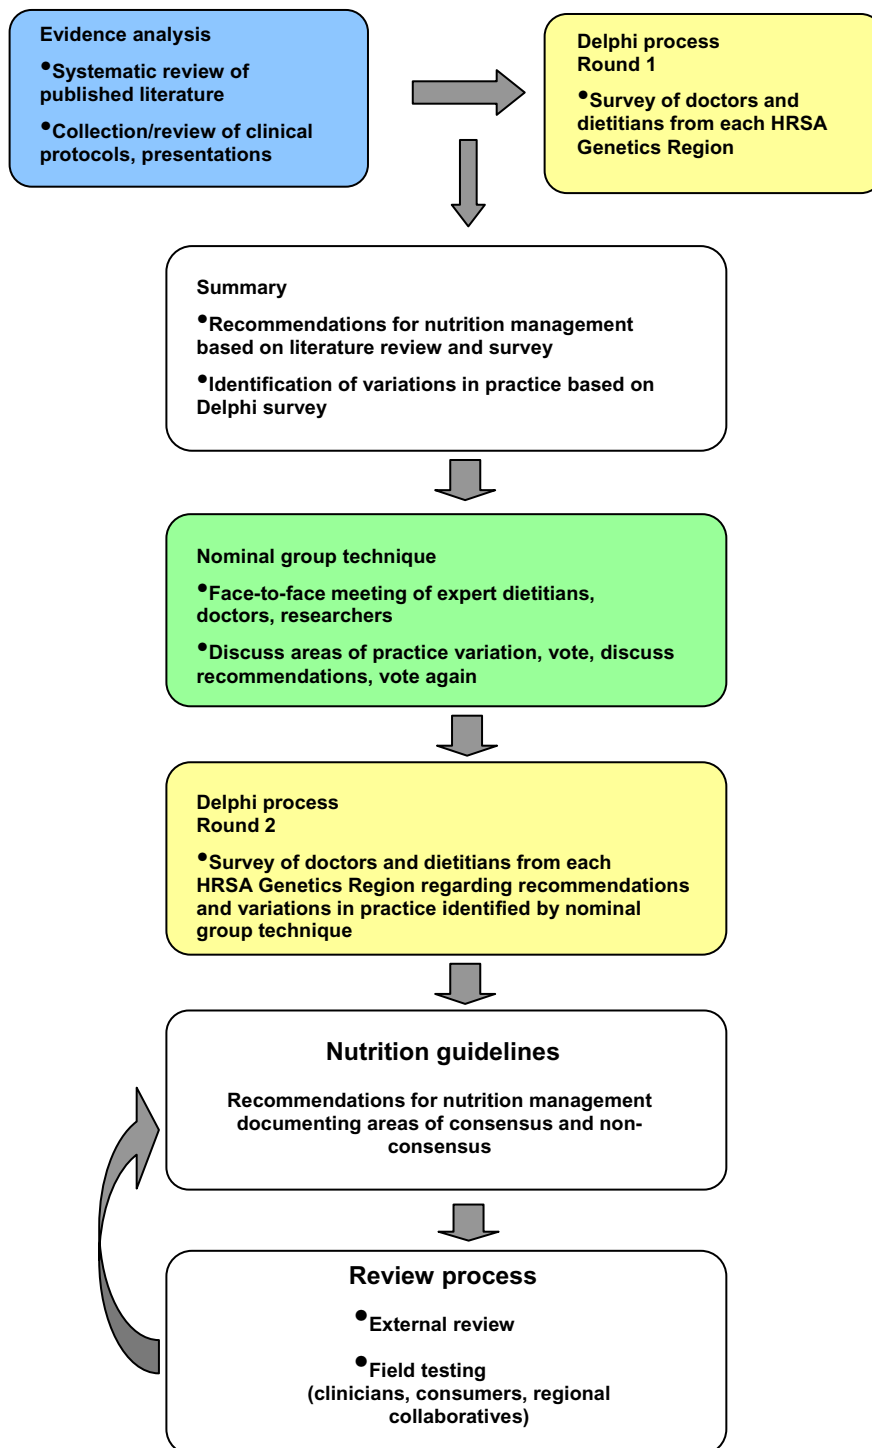 Evidence analysis
•Systematic review of
published literature
•Collection/review of clinical
protocols, presentations
Delphi process
Round 1
•Survey of doctors and
dietitians from each HRSA
Genetics Region
Summary
•Recommendations for nutrition management
based on literature review and survey
•Identification of variations in practice based on
Delphi survey
Nominal group technique
•Face-to-face meeting of expert dietitians,
doctors, researchers
•Discuss areas of practice variation, vote, discuss
recommendations, vote again
Delphi process
Round 2
•Survey of doctors and dietitians from each
HRSA Genetics Region regarding recommendations
and variations in practice identified by nominal
group technique
Nutrition guidelines
Recommendations for nutrition management
documenting areas of consensus and non-
consensus
Review process
•External review
•Field testing
(clinicians, consumers, regional
collaboratives)